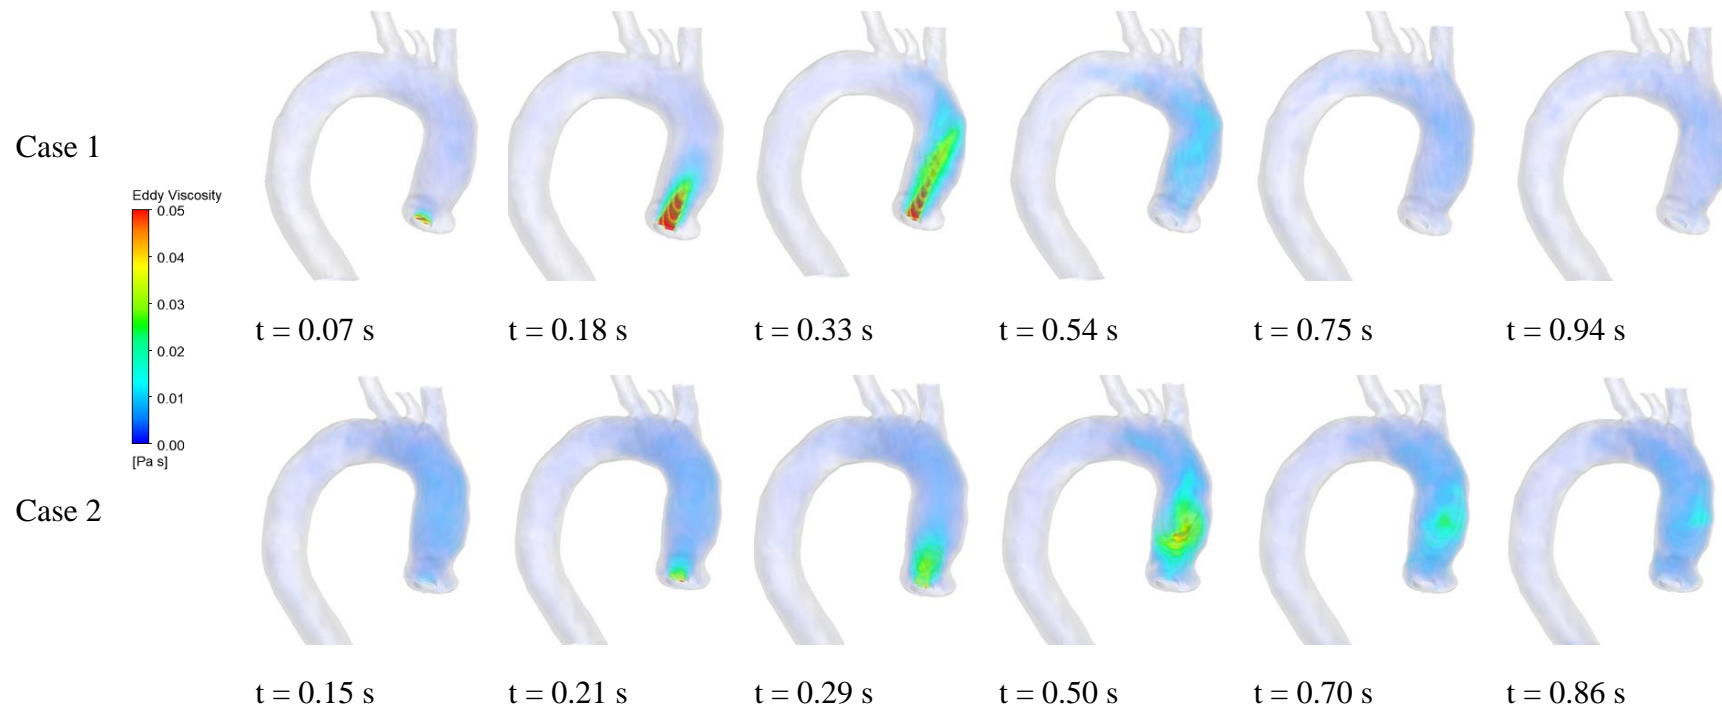 Case 1
Eddy Viscosity
0.05
0.04
0.03
0.02
0.01
0.00
[Pa s]
t = 0.07 s
t = 0.18 s
t = 0.33 s
t = 0.54 s
t = 0.75 s
t = 0.94 s
Case 2
t = 0.15 s
t = 0.21 s
t = 0.29 s
t = 0.50 s
t = 0.70 s
t = 0.86 s